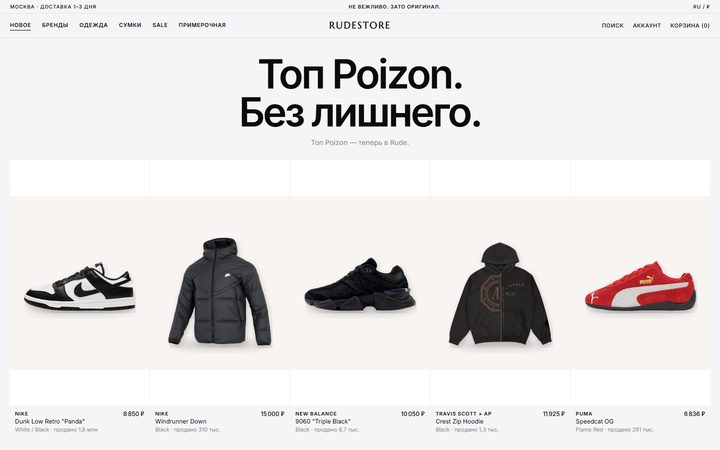 МОСКВА · ДОСТАВКА 1–3 ДНЯ
НЕ ВЕЖЛИВО. ЗАТО ОРИГИНАЛ.
RU / ₽
НОВОЕ БРЕНДЫ ОДЕЖДА СУМКИ SALE ПРИМЕРОЧНАЯ
RUDESTORE
ПОИСК АККАУНТ КОРЗИНА (0)
Топ Poizon.
Без лишнего.
Топ Poizon — теперь в Rude.
NIKE 8 850 ₽
Dunk Low Retro "Panda"
White / Black · продано 1,8 млн
NIKE 15 000 ₽
Windrunner Down
Black · продано 310 тыс.
NEW BALANCE 10 050 ₽
9060 "Triple Black"
Black · продано 6,7 тыс.
TRAVIS SCOTT × AP 11 925 ₽
Crest Zip Hoodie
Black · продано 1,3 тыс.
PUMA 6 836 ₽
Speedcat OG
Flame Red · продано 291 тыс.